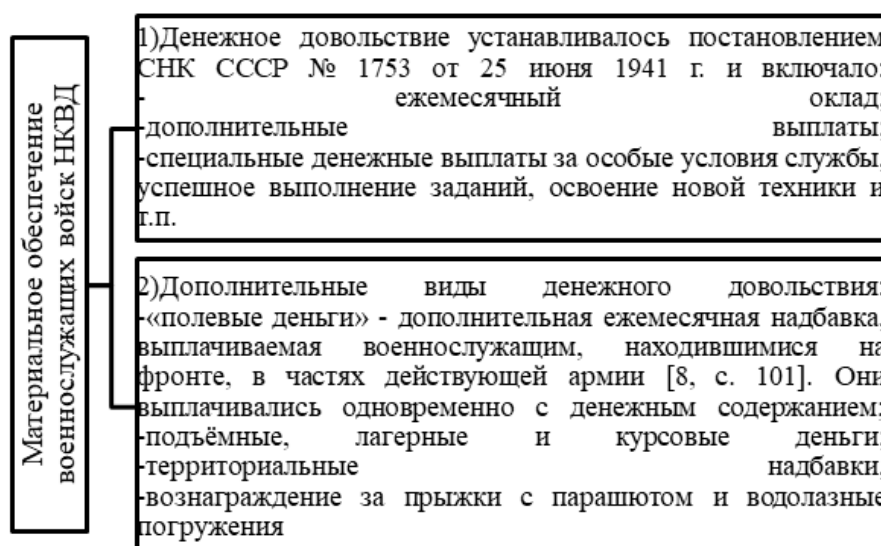 Материальное обеспечение
военнослужащих войск НКВД
1)Денежное довольствие устанавливалось постановлением
СНК СССР № 1753 от 25 июня 1941 г. и включало:
- ежемесячный оклад;
-дополнительные выплаты;
-специальные денежные выплаты за особые условия службы,
успешное выполнение заданий, освоение новой техники и
т.п.
2)Дополнительные виды денежного довольствия:
-«полевые деньги» - дополнительная ежемесячная надбавка,
выплачиваемая военнослужащим, находившимися на
фронте, в частях действующей армии [8, с. 101]. Они
выплачивались одновременно с денежным содержанием;
-подъёмные, лагерные и курсовые деньги;
-территориальные надбавки,
-вознаграждение за прыжки с парашютом и водолазные
погружения